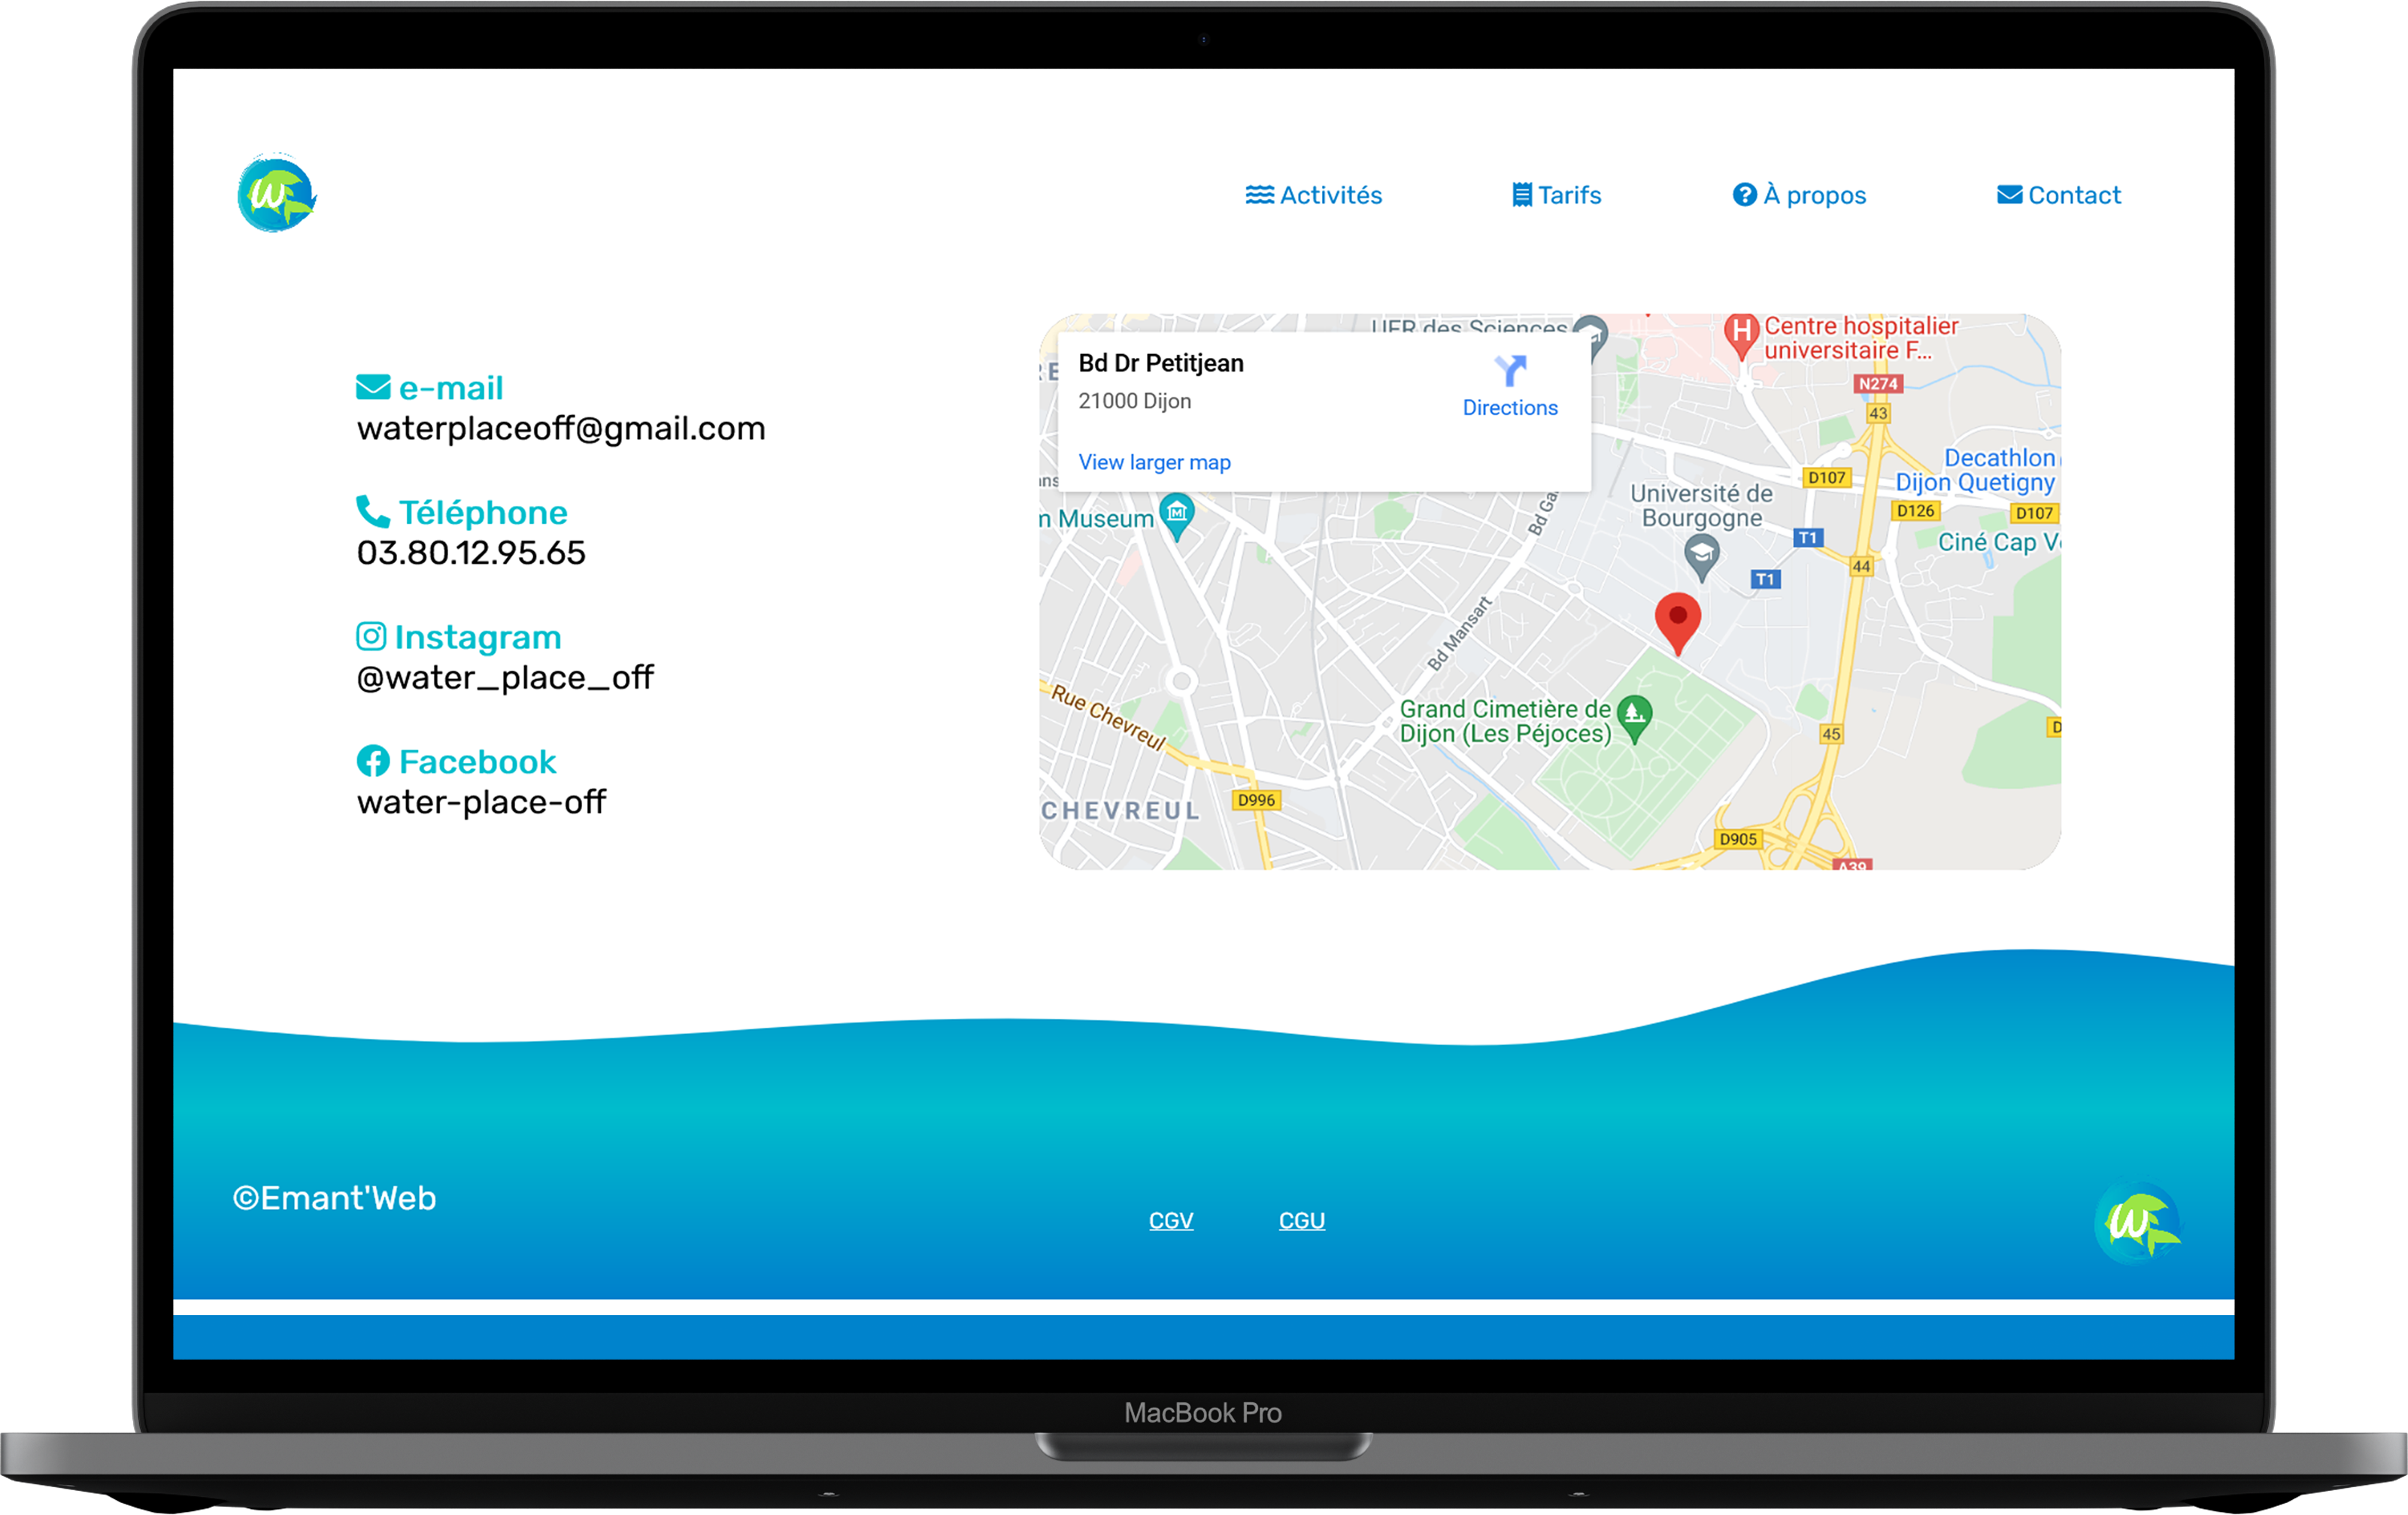 W
Activités
Tarifs
À propos
Contact
e-mail
waterplaceoff@gmail.com
Téléphone
03.80.12.95.65
Instagram
@water_place_off
Facebook
water-place-off
UFR des Sciences
Bd Dr Petitjean
21000 Dijon
Directions
View larger map
H
Centre hospitalier
universitaire F...
N274
43
Decathlon
Dijon Quetigny
D107
D126
D107
Université de
Bourgogne
T1
Ciné Cap
44
T1
M
Museum
Bd Mansart
Rue Chevreul
Grand Cimetière de
Dijon (Les Péjoces)
45
D
D996
CHEVREUL
D905
A39
©Emant'Web
CGV
CGU
W
MacBook Pro